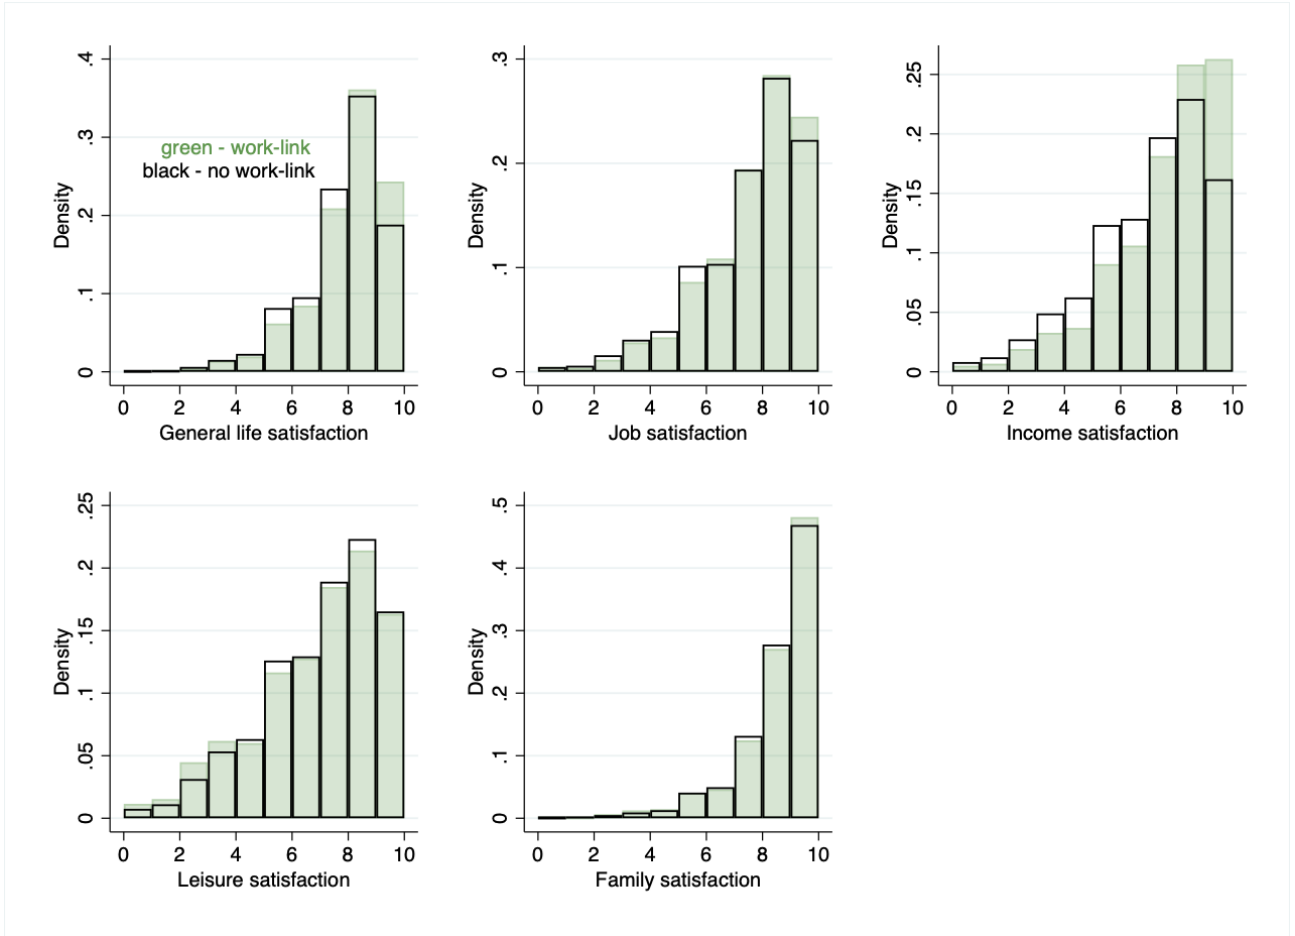 Density
0
.1
.2
.3
.4
green - work-link
black - no work-link
0 2 4 6 8 10
General life satisfaction
Density
0
.1
.2
.3
0 2 4 6 8 10
Job satisfaction
Density
0
.05
.1
.15
.2
.25
0 2 4 6 8 10
Income satisfaction
Density
0
.05
.1
.15
.2
.25
0 2 4 6 8 10
Leisure satisfaction
Density
0
.1
.2
.3
.4
.5
0 2 4 6 8 10
Family satisfaction